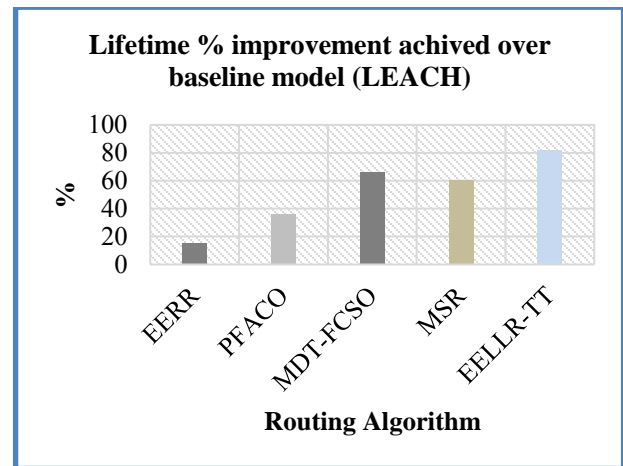 Lifetime % improvement achived over
baseline model (LEACH)
%
100
80
60
40
20
0
EERR
PFACO
MDT-FCSO
MSR
EELLR-TT
Routing Algorithm